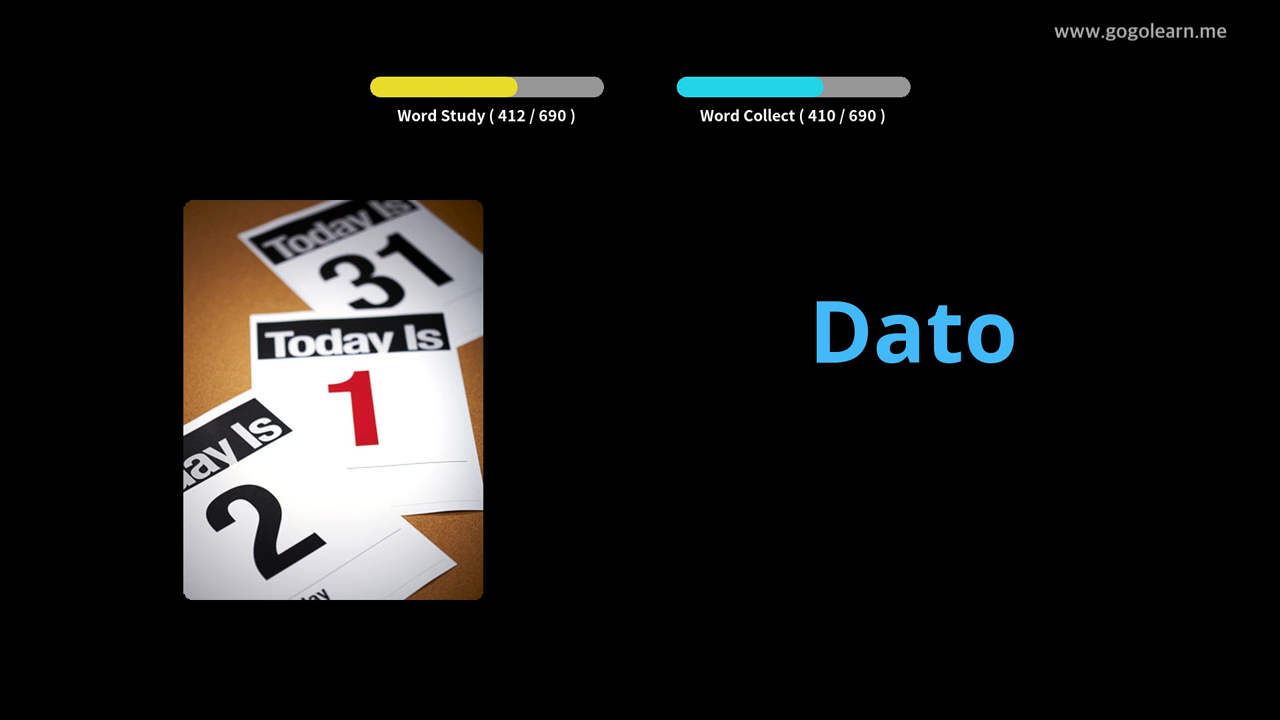 www.gogolearn.me
Word Study ( 412 / 690 )
Word Collect ( 410 / 690 )
Today Is
31
Today Is
1
Dato
ay Is
2
ay